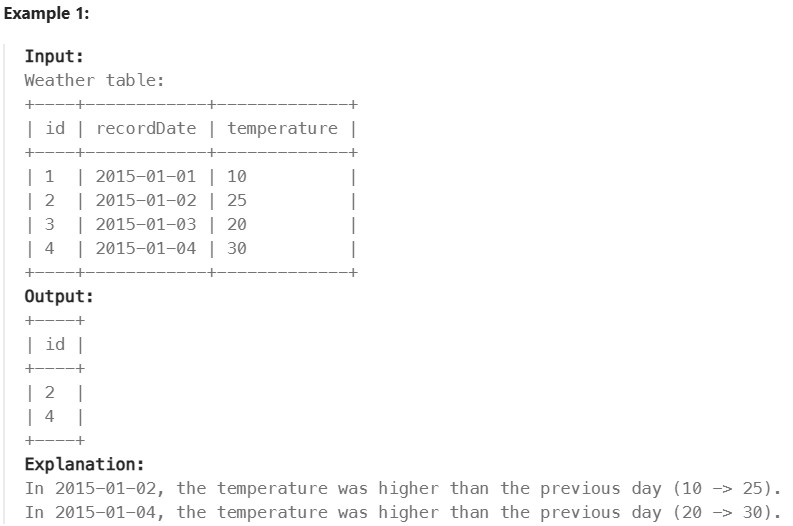 Example 1:
Input:
Weather table:
+----+------------+-------------+
| id | recordDate | temperature |
+----+------------+-------------+
| 1  | 2015-01-01 | 10          |
| 2  | 2015-01-02 | 25          |
| 3  | 2015-01-03 | 20          |
| 4  | 2015-01-04 | 30          |
+----+------------+-------------+
Output:
+----+
| id |
+----+
| 2  |
| 4  |
+----+
Explanation:
In 2015-01-02, the temperature was higher than the previous day (10 -> 25).
In 2015-01-04, the temperature was higher than the previous day (20 -> 30).